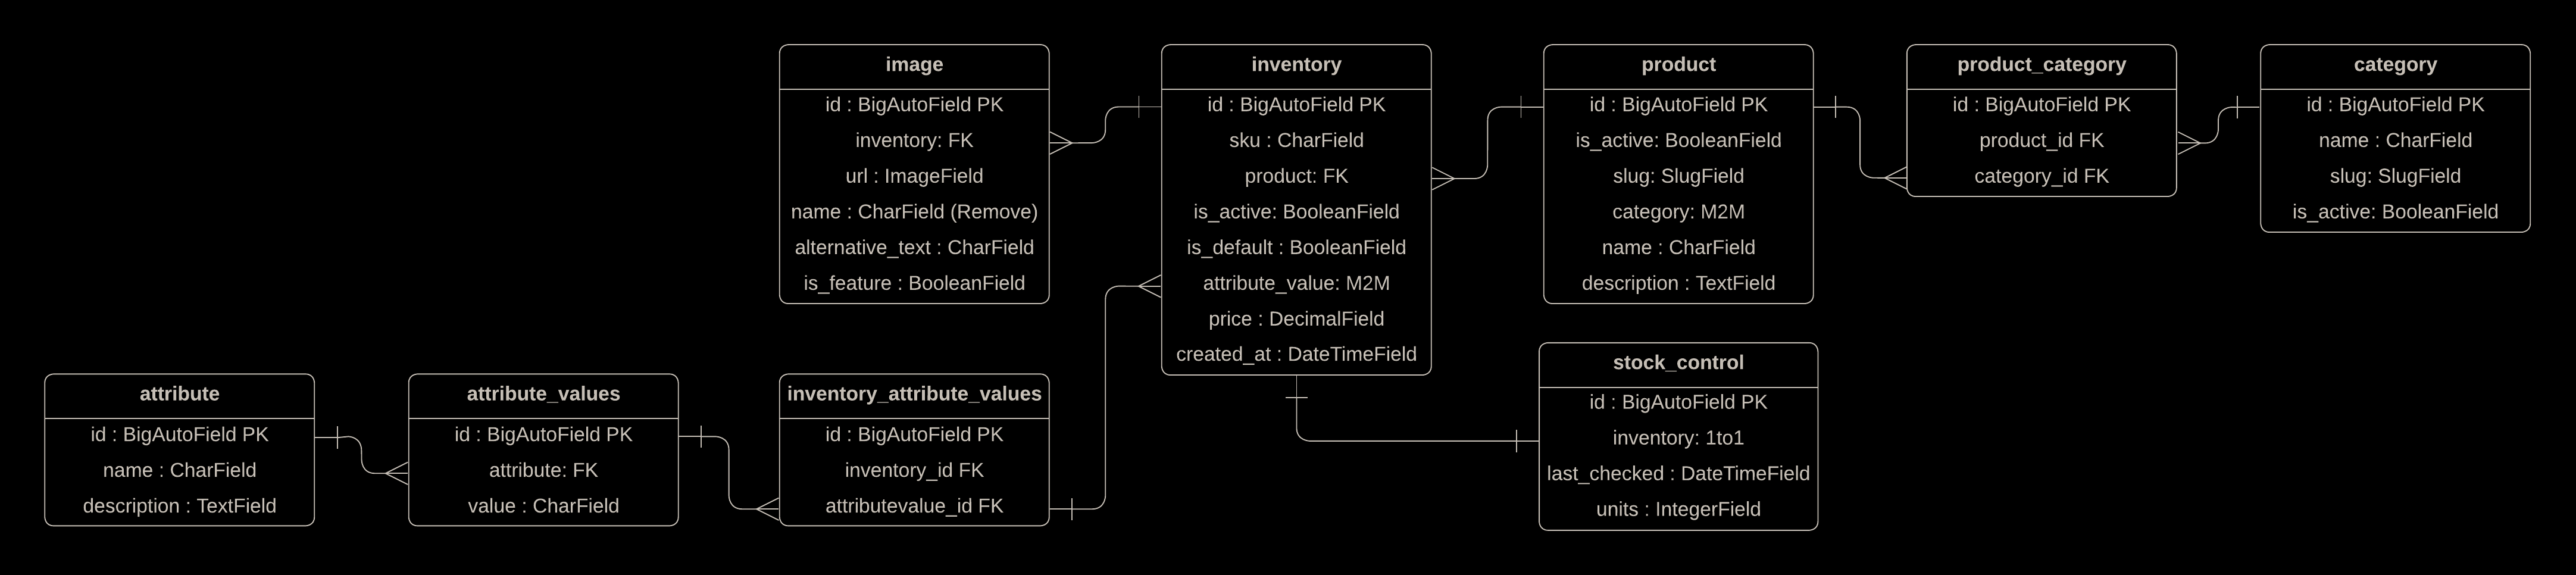 image
id : BigAutoField PK
inventory: FK
url : ImageField
name : CharField (Remove)
alternative_text : CharField
is_feature : BooleanField
inventory
id : BigAutoField PK
sku : CharField
product: FK
is_active: BooleanField
is_default : BooleanField
attribute_value: M2M
price : DecimalField
created_at : DateTimeField
product
id : BigAutoField PK
is_active: BooleanField
slug: SlugField
category: M2M
name : CharField
description : TextField
product_category
id : BigAutoField PK
product_id FK
category_id FK
category
id : BigAutoField PK
name : CharField
slug: SlugField
is_active: BooleanField
attribute
id : BigAutoField PK
name : CharField
description : TextField
attribute_values
id : BigAutoField PK
attribute: FK
value : CharField
inventory_attribute_values
id : BigAutoField PK
inventory_id FK
attributevalue_id FK
stock_control
id : BigAutoField PK
inventory: 1to1
last_checked : DateTimeField
units : IntegerField